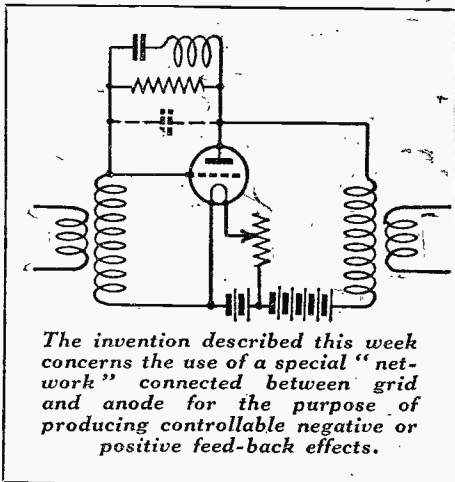 The invention described this week
concerns the use of a special “net-
work” connected between grid
and anode for the purpose of
producing controllable negative or
positive feed-back effects.